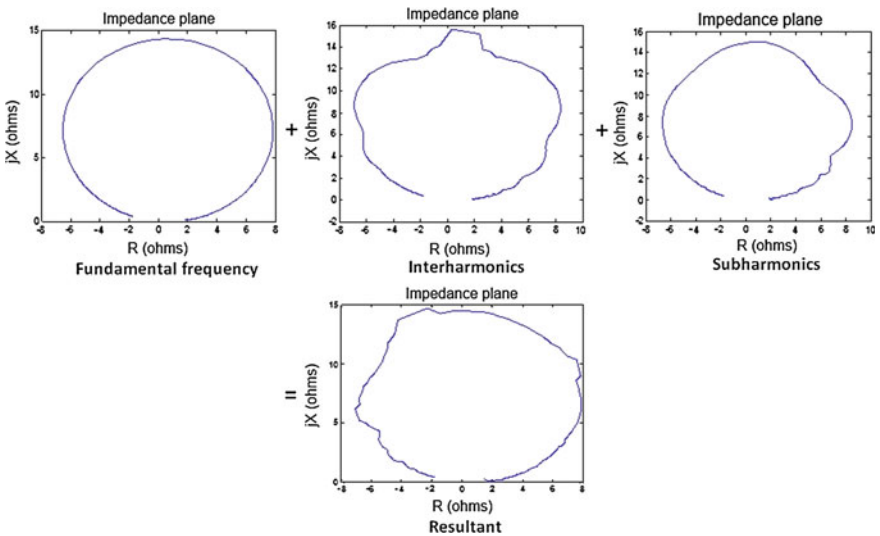 Impedance plane
15
10
5
0
-8 -6 -4 -2 0 2 4 6 8
jX (ohms)
R (ohms)
Fundamental frequency
+
Impedance plane
16
14
12
10
8
6
4
2
0
-2
-8 -6 -4 -2 0 2 4 6 8 10
jX (ohms)
R (ohms)
Interharmonics
+
Impedance plane
16
14
12
10
8
6
4
2
0
-2
-8 -6 -4 -2 0 2 4 6 8 10
jX (ohms)
R (ohms)
Subharmonics
=
Impedance plane
15
10
5
0
-8 -6 -4 -2 0 2 4 6 8
jX (ohms)
R (ohms)
Resultant